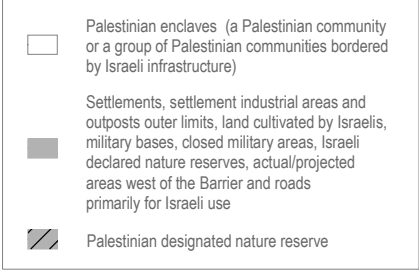 Palestinian enclaves (a Palestinian community
or a group of Palestinian communities bordered
by Israeli infrastructure)
Settlements, settlement industrial areas and
outposts outer limits, land cultivated by Israelis,
military bases, closed military areas, Israeli
declared nature reserves, actual/projected
areas west of the Barrier and roads
primarily for Israeli use
Palestinian designated nature reserve